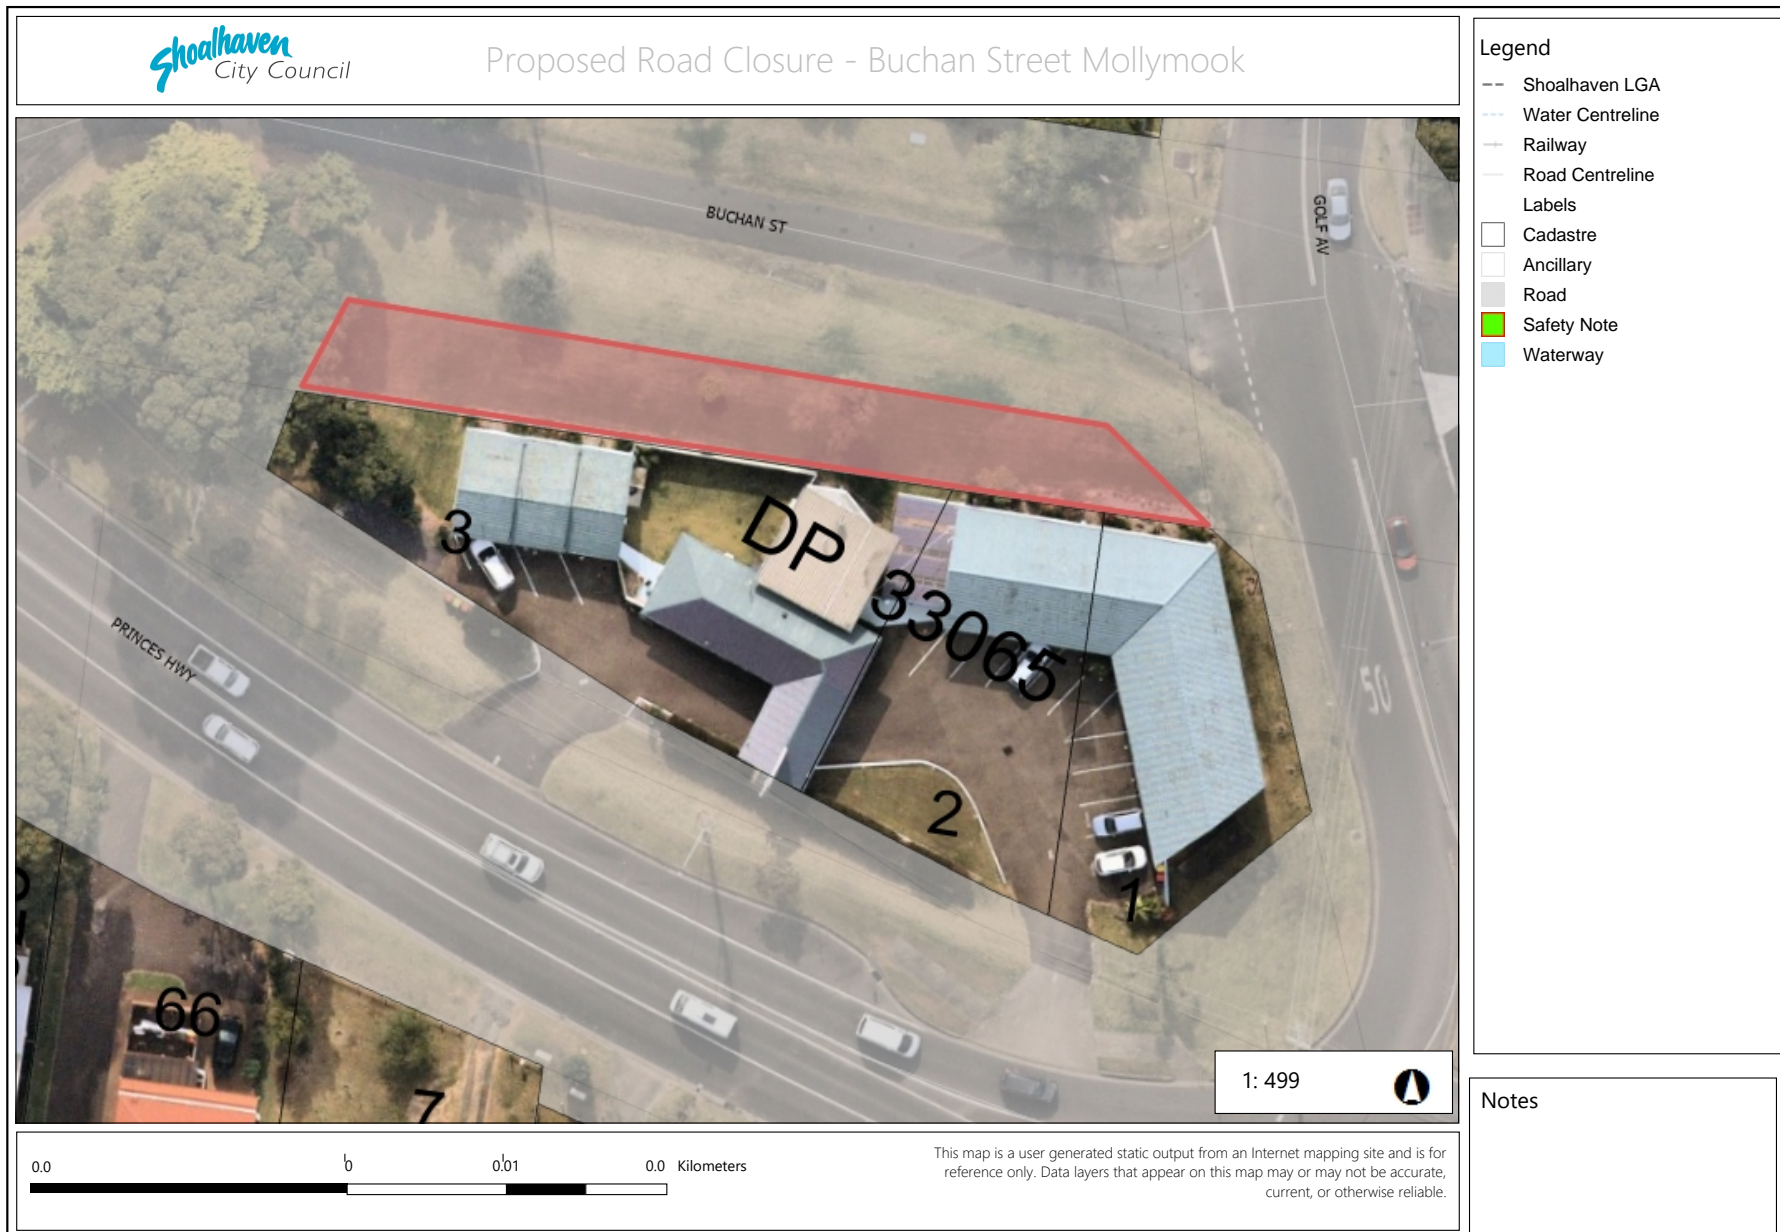 Shoalhaven
City Council
Proposed Road Closure - Buchan Street Mollymook
Legend
Shoalhaven LGA
Water Centreline
Railway
Road Centreline
Labels
Cadastre
Ancillary
Road
Safety Note
Waterway
BUCHAN ST
GOLF AV
PRINCES HWY
3
DP
33065
2
1
50
66
7
1: 499
Notes
0.0 0 0.01 0.0 Kilometers
This map is a user generated static output from an Internet mapping site and is for
reference only. Data layers that appear on this map may or may not be accurate,
current, or otherwise reliable.